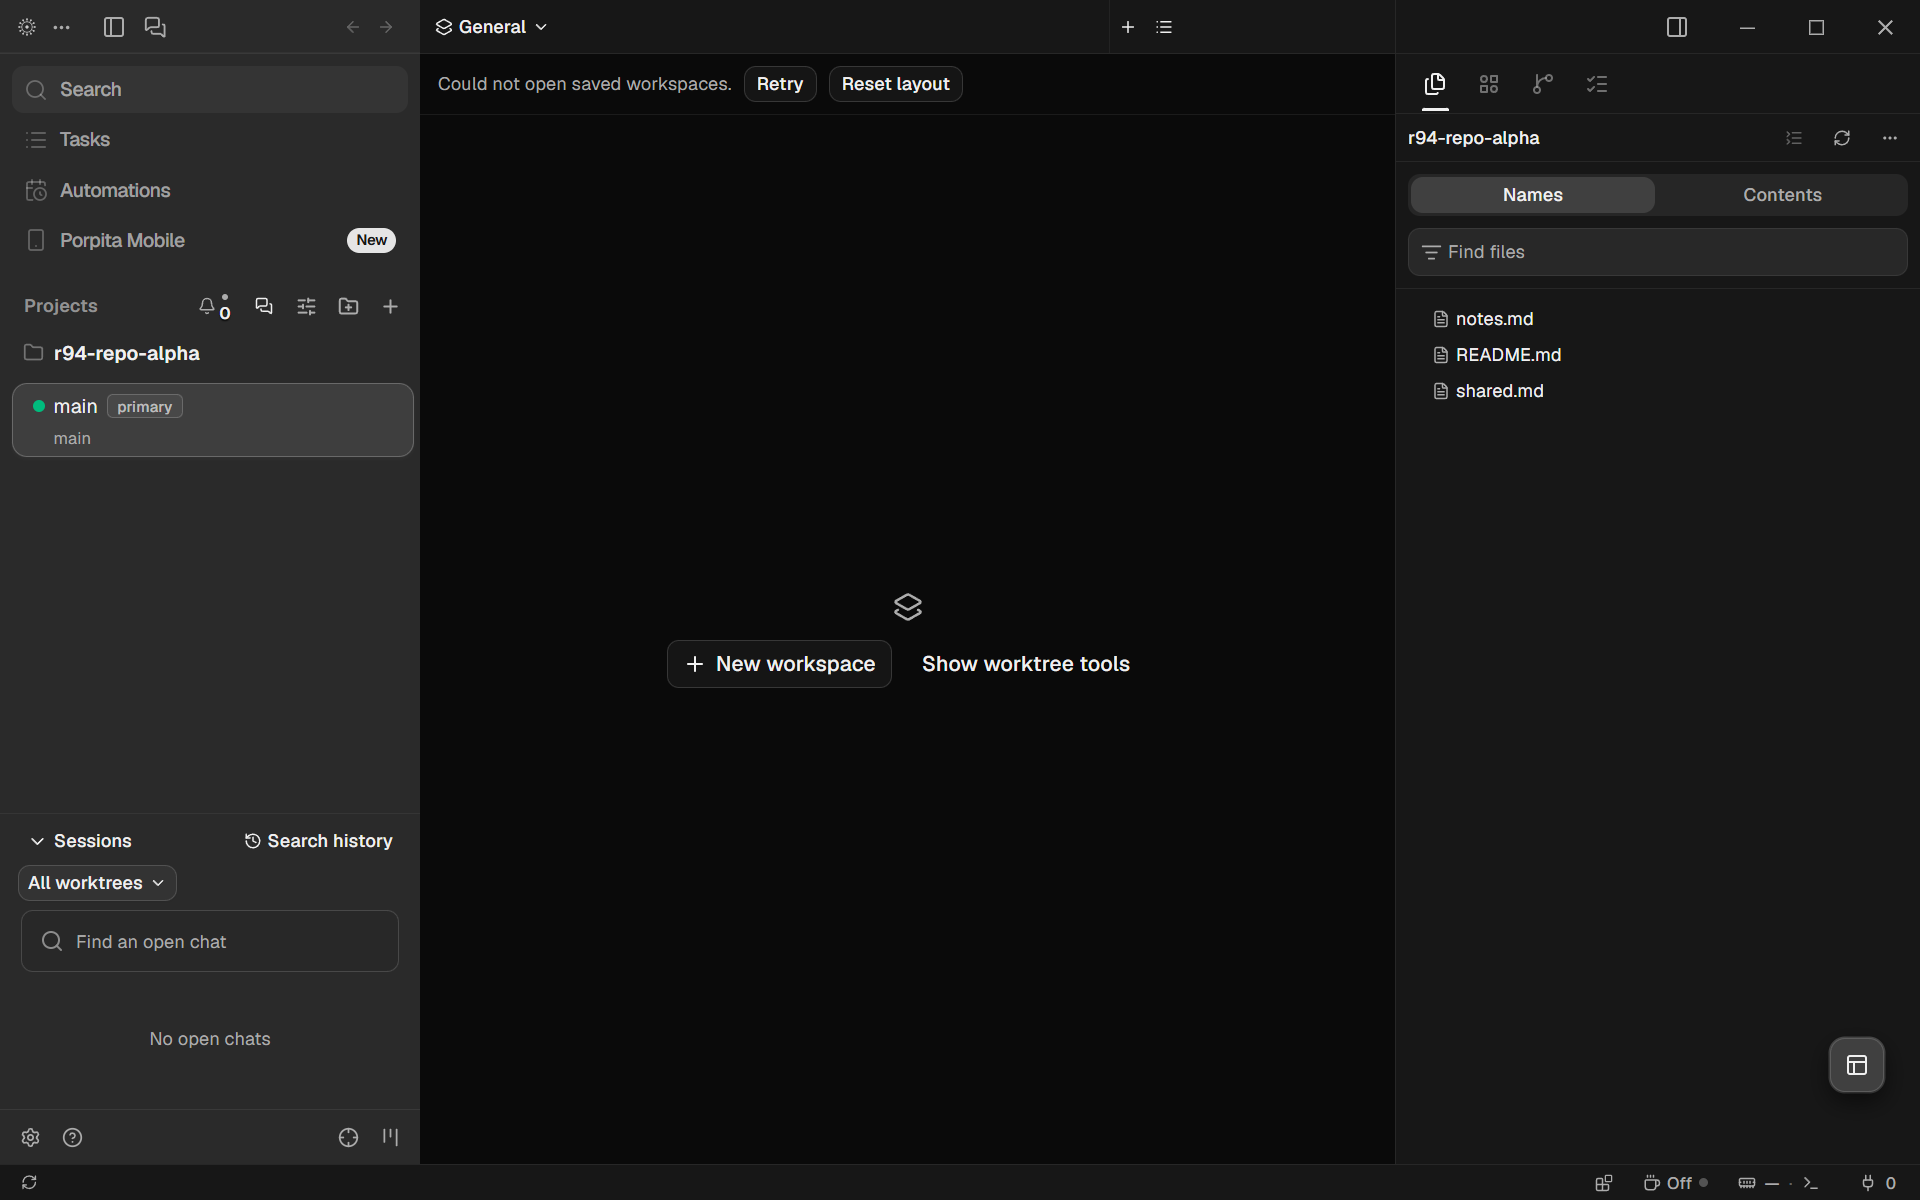 General
Search
Tasks
Automations
Porpita Mobile
New
Projects
0
r94-repo-alpha
main primary
main
Sessions
Search history
All worktrees
Find an open chat
No open chats
Could not open saved workspaces. Retry Reset layout
New workspace
Show worktree tools
r94-repo-alpha
Names
Contents
Find files
notes.md
README.md
shared.md
Off
0